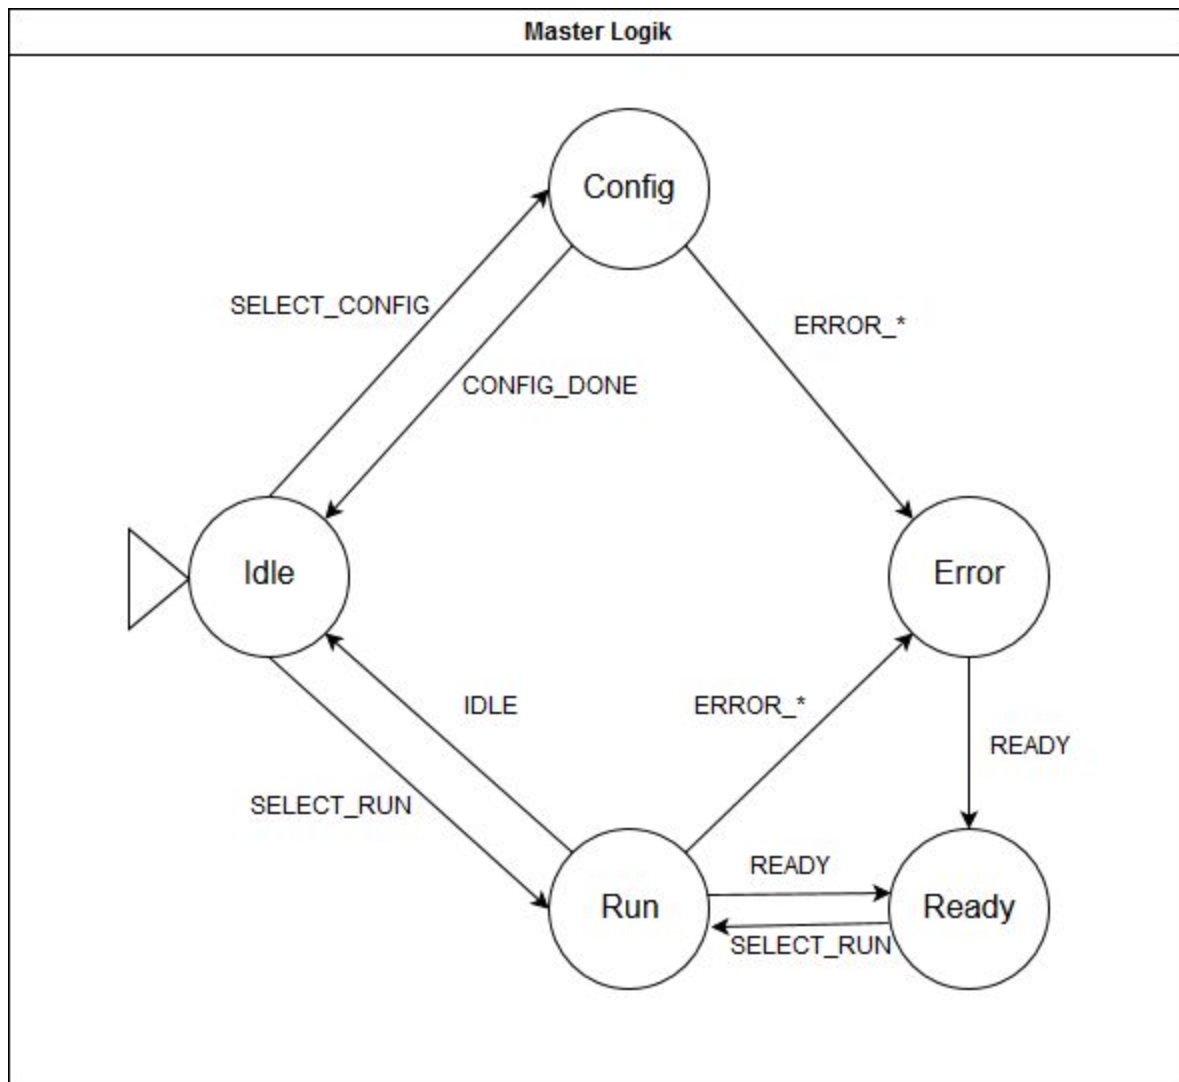 Master Logik
Config
SELECT_CONFIG
ERROR_*
CONFIG_DONE
Idle
Error
IDLE
ERROR_*
READY
SELECT_RUN
READY
Run
Ready
SELECT_RUN